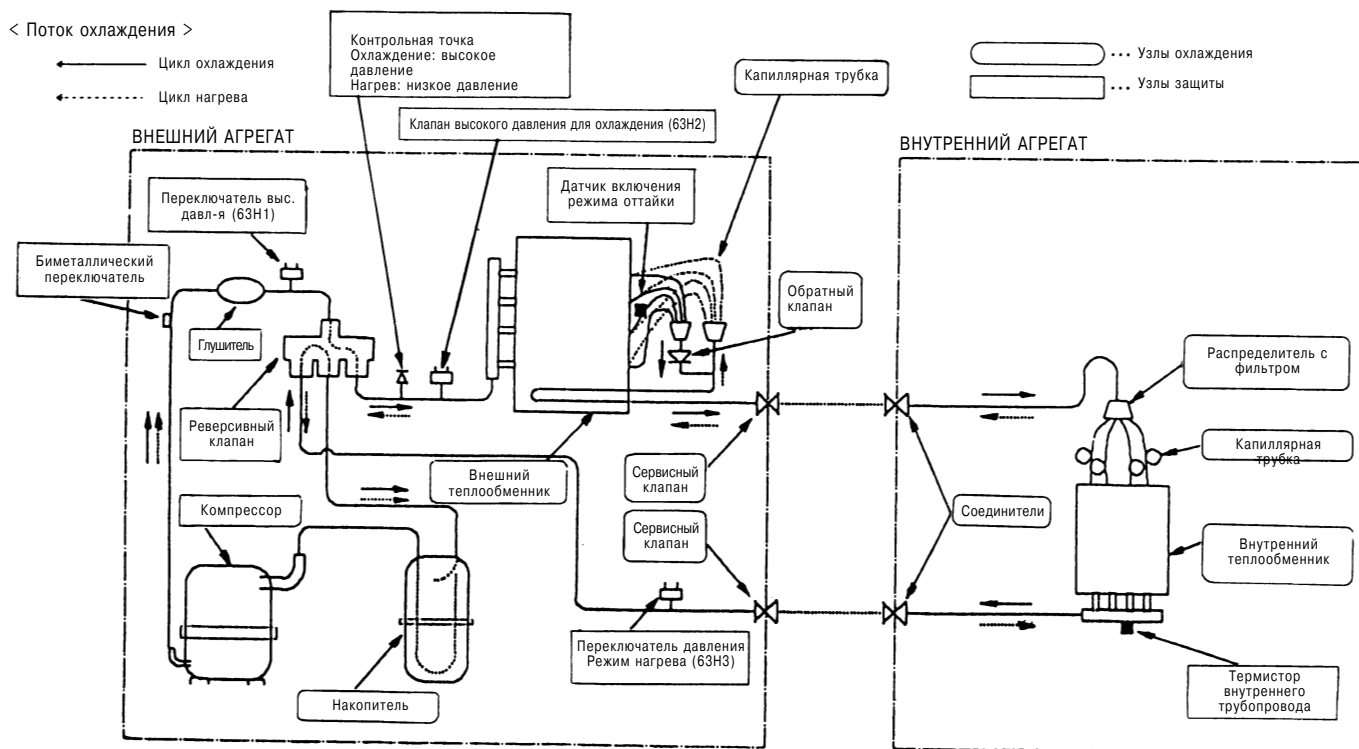 < Поток охлаждения >
Цикл охлаждения
Цикл нагрева
Контрольная точка
Охлаждение: высокое
давление
Нагрев: низкое давление
Капиллярная трубка
··· Узлы охлаждения
··· Узлы защиты
Клапан высокого давления для охлаждения (63H2)
ВНЕШНИЙ АГРЕГАТ
ВНУТРЕННИЙ АГРЕГАТ
Переключатель выс.
давл-я (63H1)
Датчик включения
режима оттайки
Биметаллический
переключатель
Обратный
клапан
Глушитель
Распределитель с
фильтром
Реверсивный
клапан
Капиллярная
трубка
Внешний
теплообменник
Сервисный
клапан
Компрессор
Соединители
Сервисный
клапан
Внутренний
теплообменник
Переключатель давления
Режим нагрева (63H3)
Накопитель
Термистор
внутреннего
трубопровода